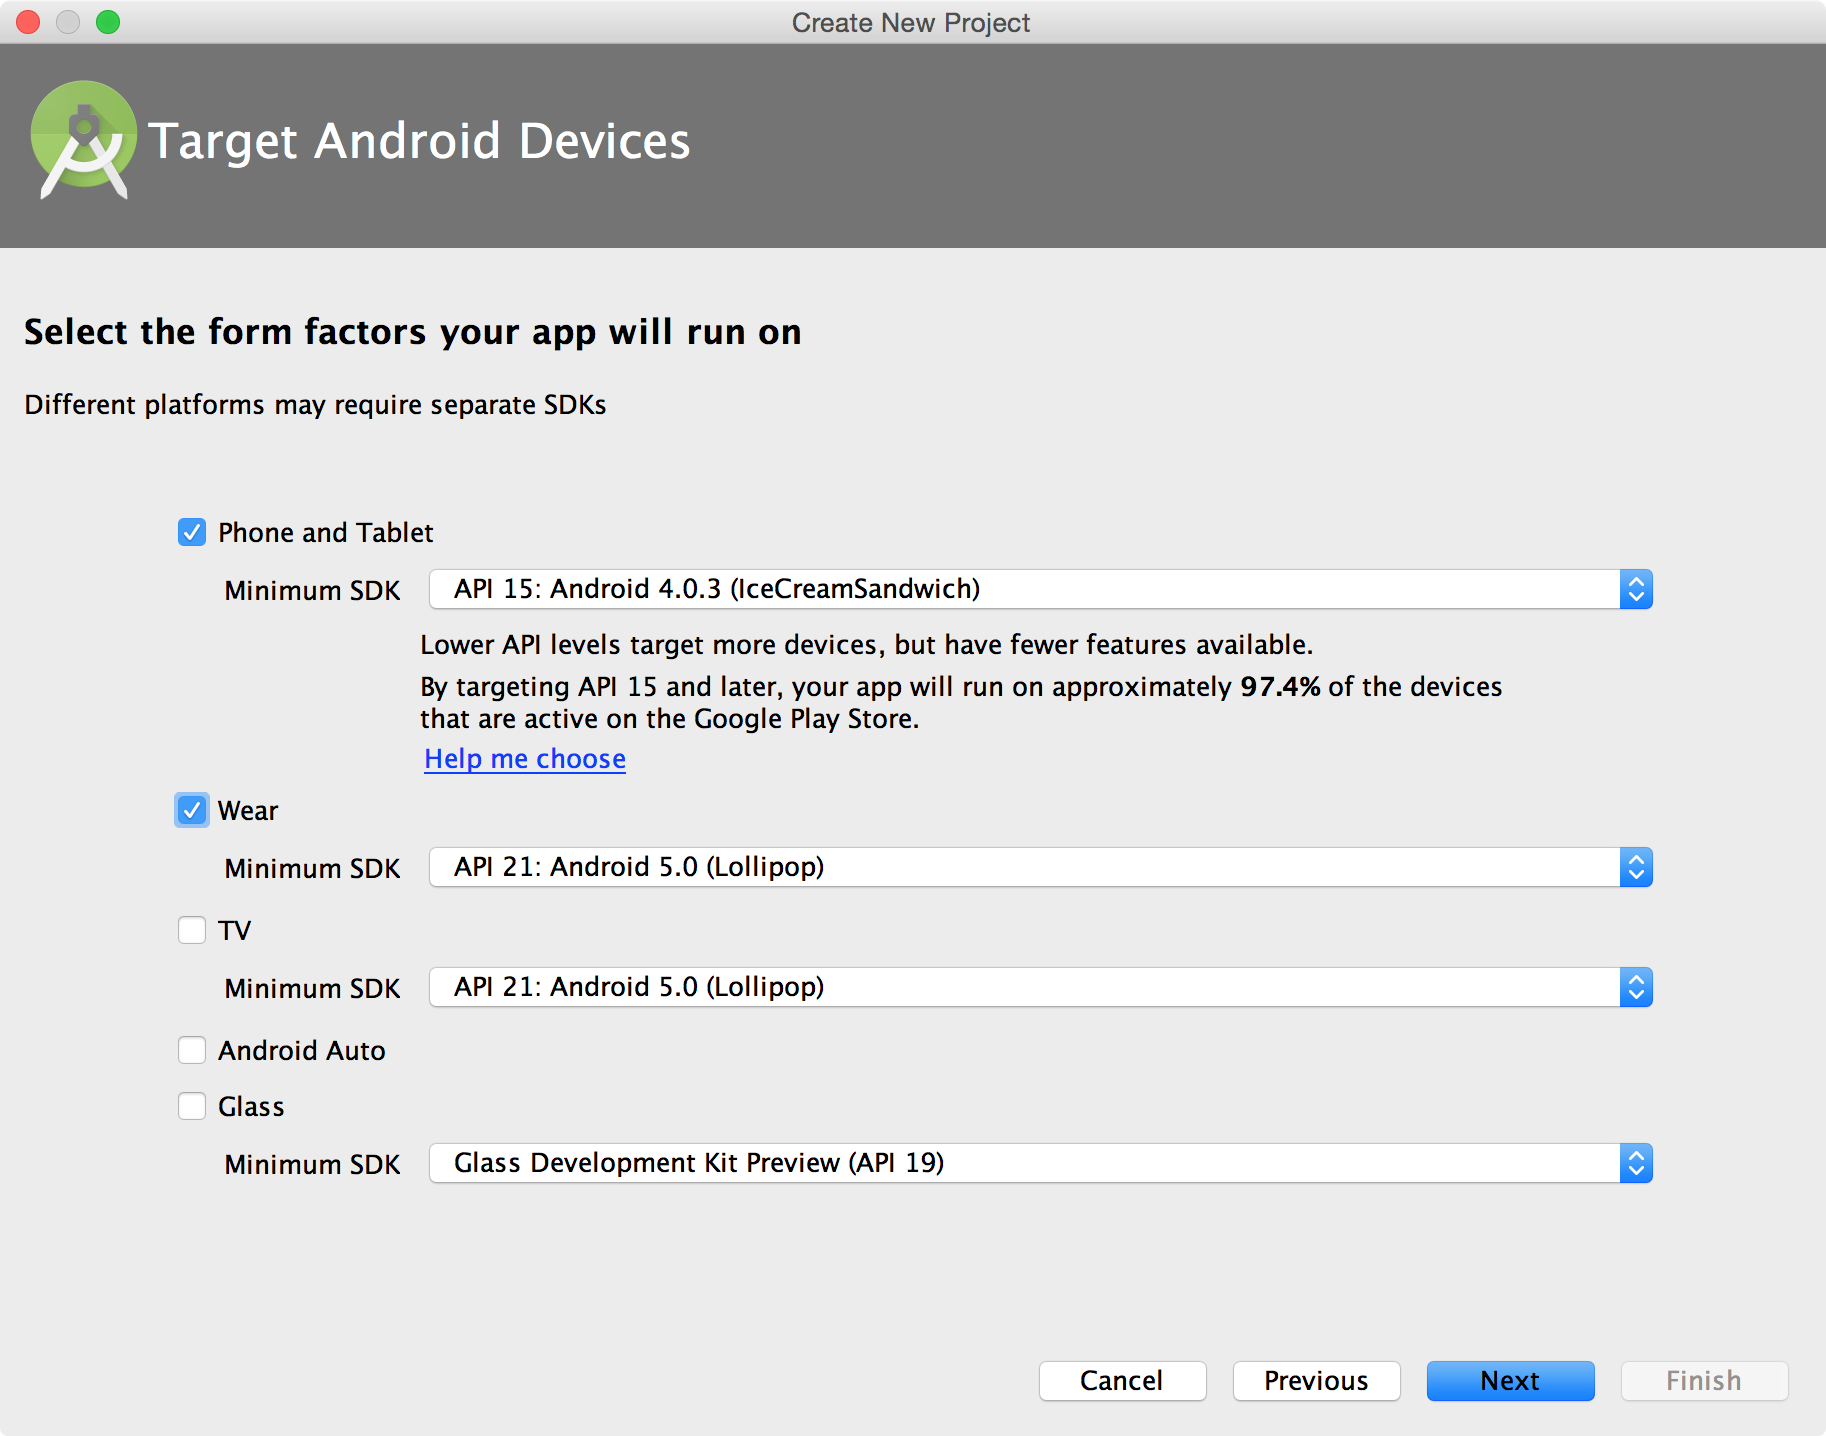 Create New Project
Target Android Devices
Select the form factors your app will run on
Different platforms may require separate SDKs
Phone and Tablet
Minimum SDK API 15: Android 4.0.3 (IceCreamSandwich)
Lower API levels target more devices, but have fewer features available.
By targeting API 15 and later, your app will run on approximately 97.4% of the devices
that are active on the Google Play Store.
Help me choose
Wear
Minimum SDK API 21: Android 5.0 (Lollipop)
TV
Minimum SDK API 21: Android 5.0 (Lollipop)
Android Auto
Glass
Minimum SDK Glass Development Kit Preview (API 19)
Cancel Previous Next Finish